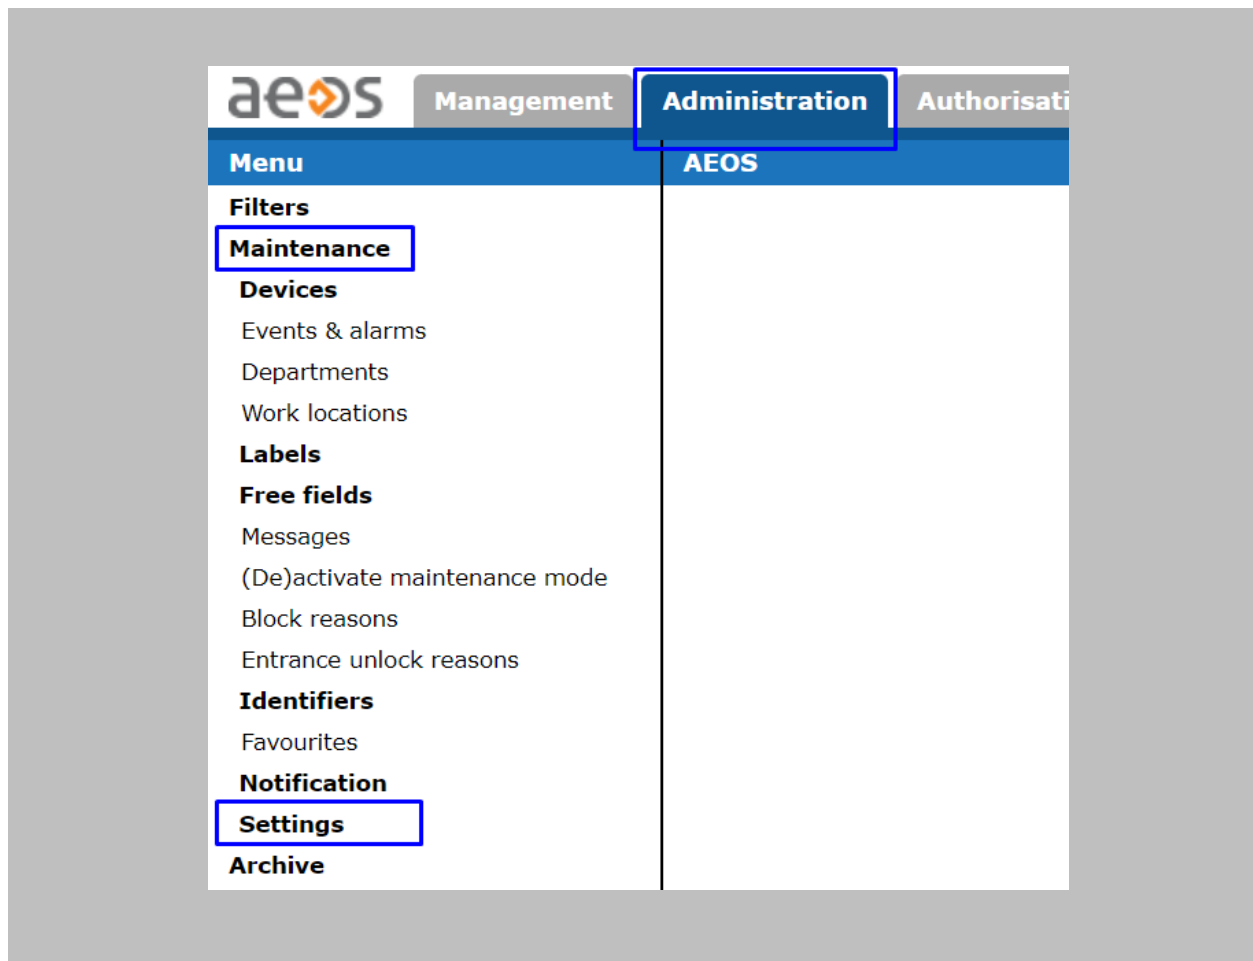 aeos Management Administration Authorisati
Menu AEOS
Filters
Maintenance
Devices
Events & alarms
Departments
Work locations
Labels
Free fields
Messages
(De)activate maintenance mode
Block reasons
Entrance unlock reasons
Identifiers
Favourites
Notification
Settings
Archive